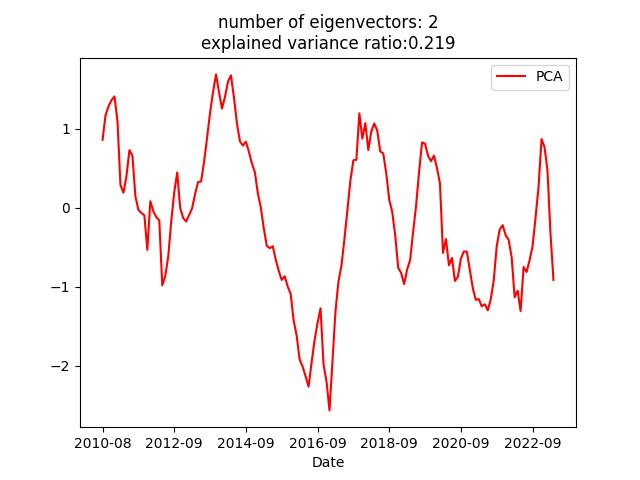 number of eigenvectors: 2
explained variance ratio:0.219
PCA
1
0
−1
−2
2010-08 2012-09 2014-09 2016-09 2018-09 2020-09 2022-09
Date